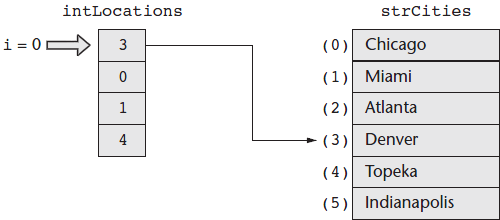 intLocations strCities
i = 0 3 (0) Chicago
0 (1) Miami
1 (2) Atlanta
4 (3) Denver
(4) Topeka
(5) Indianapolis